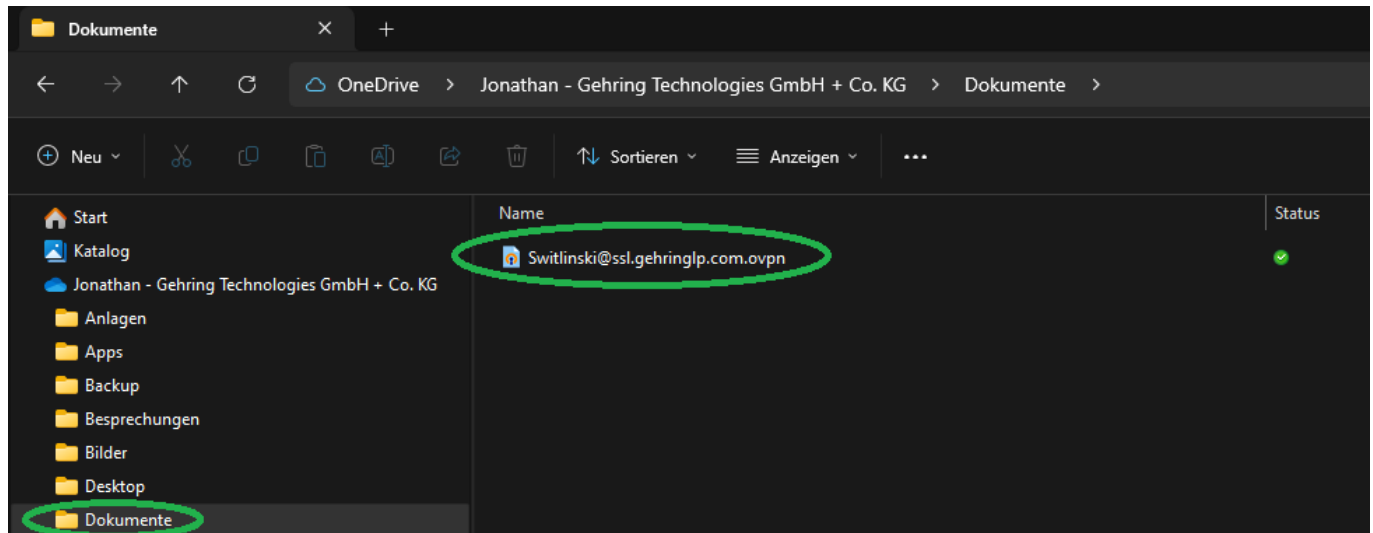 Dokumente
OneDrive > Jonathan - Gehring Technologies GmbH + Co. KG > Dokumente >
Neu Sortieren Anzeigen
Start
Katalog
Jonathan - Gehring Technologies GmbH + Co. KG
Anlagen
Apps
Backup
Besprechungen
Bilder
Desktop
Dokumente
Name Status
Switlinski@ssl.gehringlp.com.ovpn